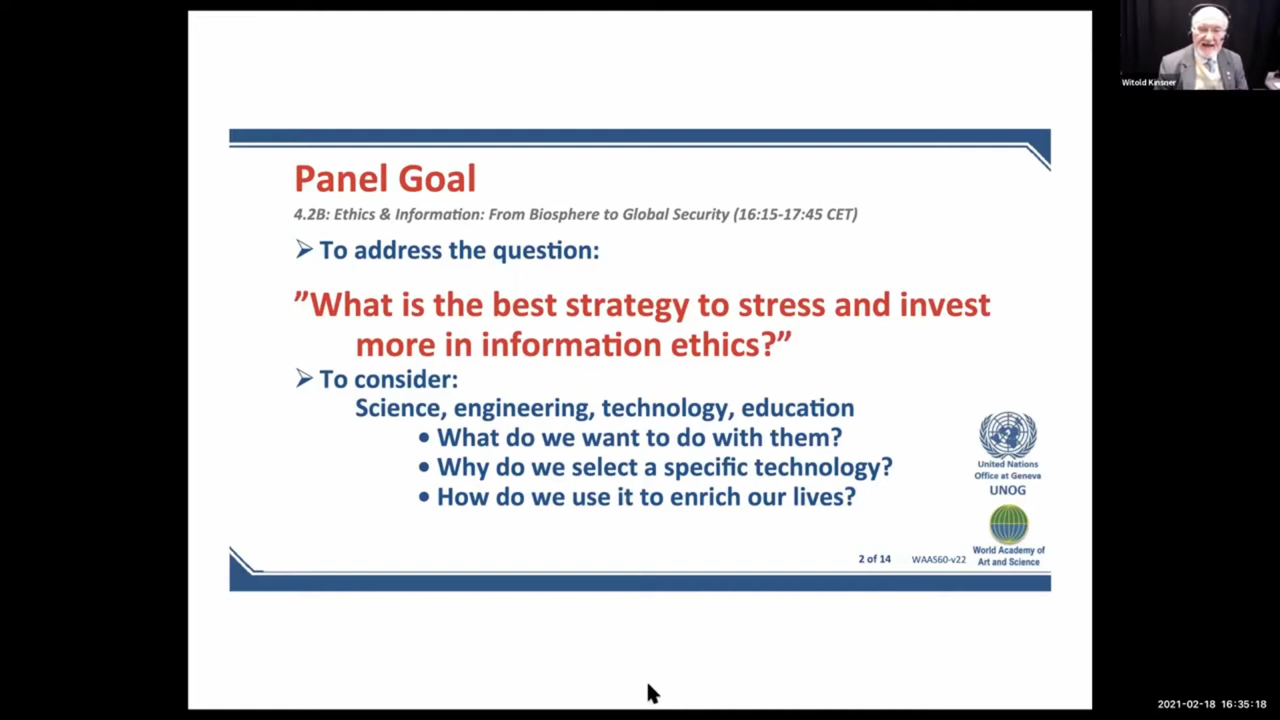 Witold Kinsner
Panel Goal
4.2B: Ethics & Information: From Biosphere to Global Security (16:15-17:45 CET)
➢ To address the question:
”What is the best strategy to stress and invest
more in information ethics?”
➢ To consider:
Science, engineering, technology, education
• What do we want to do with them?
• Why do we select a specific technology?
• How do we use it to enrich our lives?
United Nations
Office at Geneva
UNOG
World Academy of
Art and Science
2 of 14 WAAS60-v22
2021-02-18 16:35:18